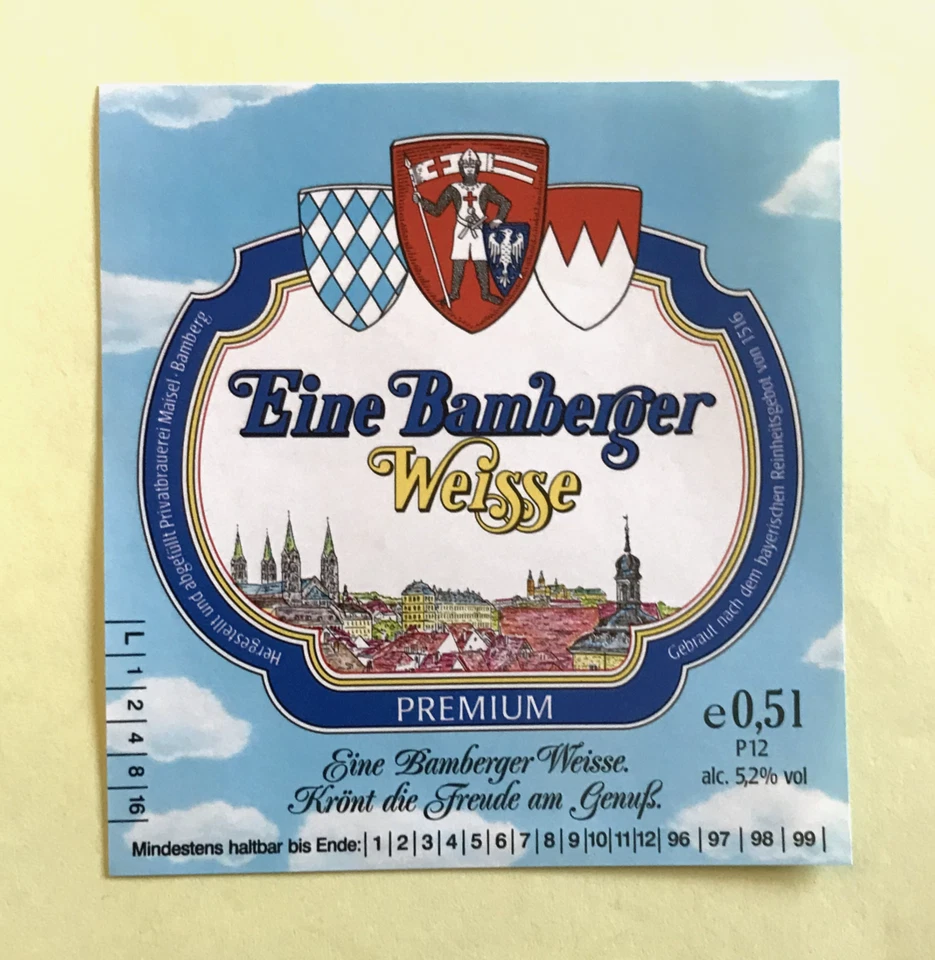 Eine Bamberger
Weisse
Hergestellt und abgefüllt Privatbrauerei Maisel · Bamberg
Gebraut nach dem bayerischen Reinheitsgebot von 1516
PREMIUM
e 0,5l
P12
alc. 5,2% vol
Eine Bamberger Weisse.
Krönt die Freude am Genuß.
| L | 1 | 2 | 4 | 8 | 16 |
Mindestens haltbar bis Ende: | 1 | 2 | 3 | 4 | 5 | 6 | 7 | 8 | 9 | 10 | 11 | 12 | 96 | 97 | 98 | 99 |